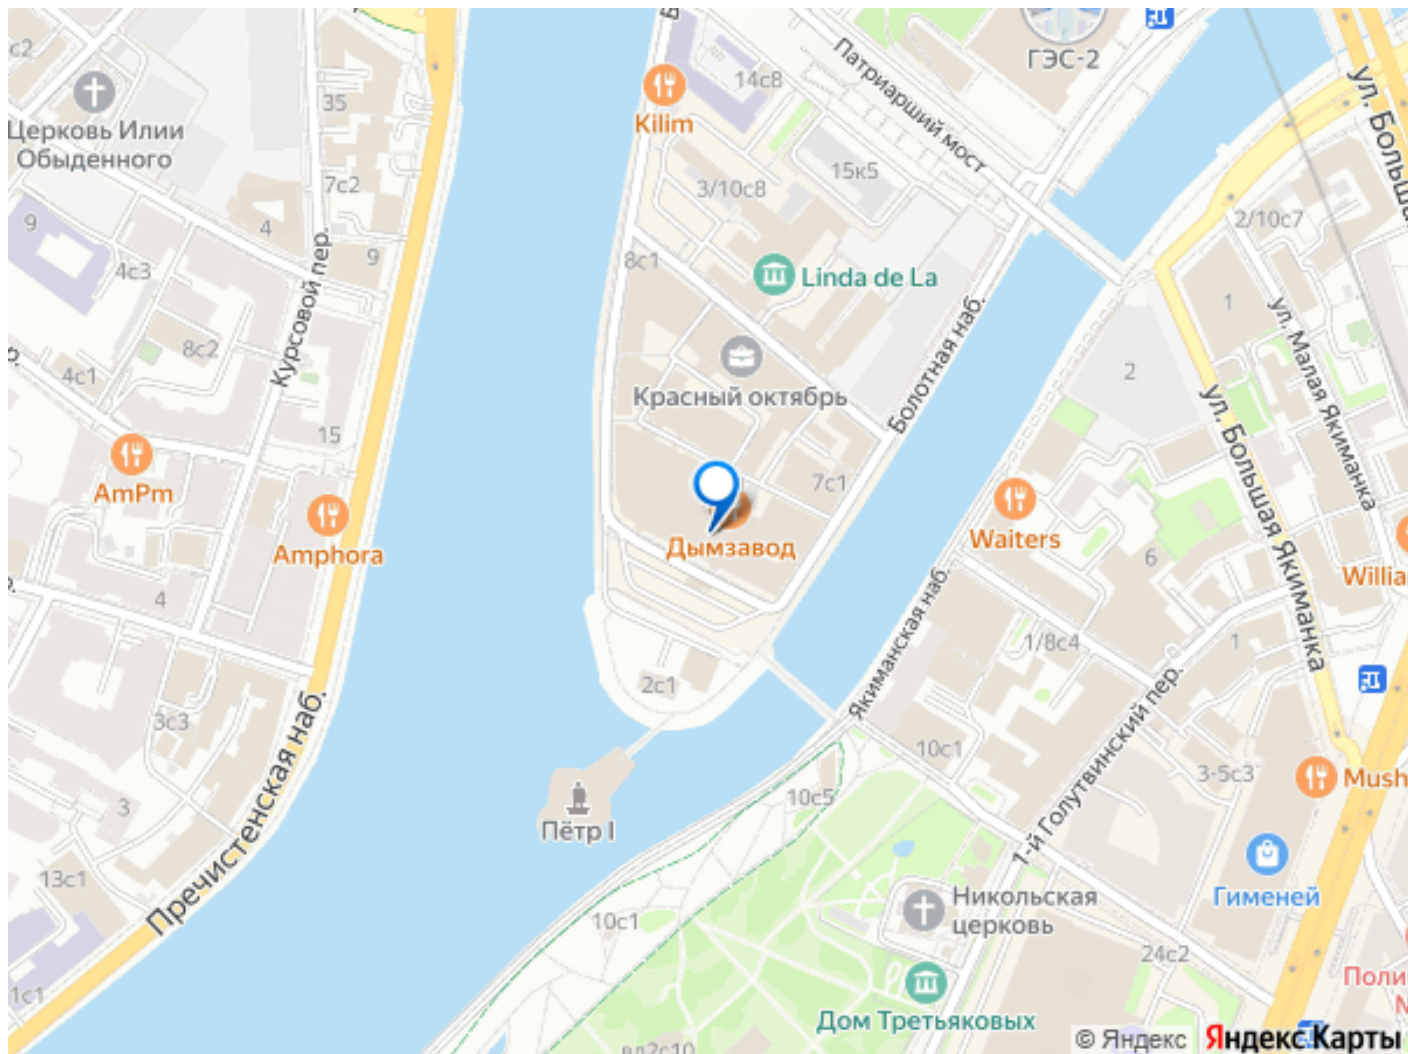 с2
Церковь Илии
Обыденного
35
7с2
9
4
4с3
9
Курсовой пер.
8с2
4с1
15
AmPm
Amphora
4
3с3
3
Пречистенская наб.
13с1
1с1
Kilim
14с8
Патриарший мост
ГЭС-2
15к5
3/10с8
8с1
Linda de La
Красный октябрь
Болотная наб.
7с1
Дымзавод
2с1
Пётр I
ул. Большая
2/10с7
1
ул. Малая Якиманка
2
ул. Большая Якиманка
Waiters
6
Willia
Якиманская наб.
1/8с4
1
1-й Голутвинский пер.
10с1
3-5с3
Mush
10с5
Гименей
Никольская
церковь
10с1
24с2
Дом Третьяковых
Поли
вл2с10
© Яндекс
Яндекс Карты